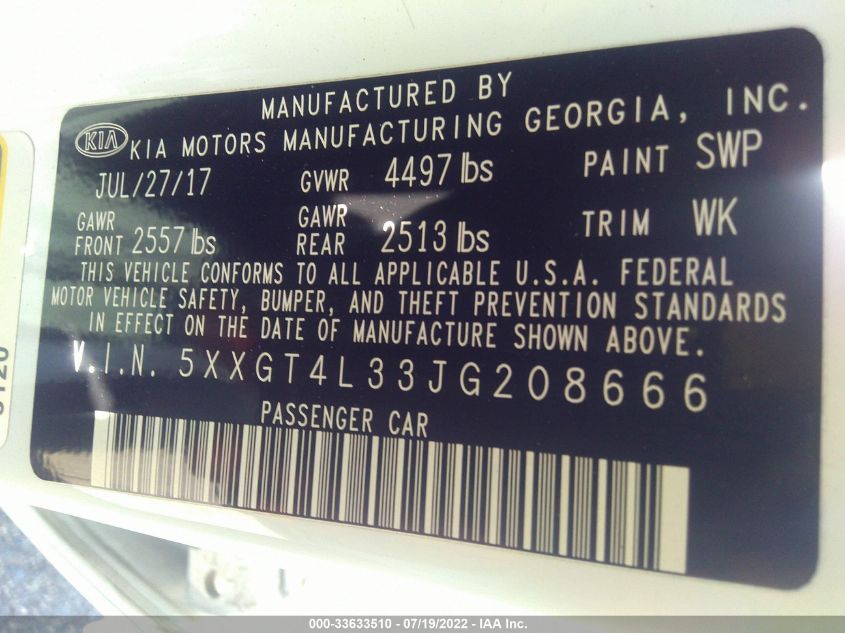 MANUFACTURED BY
KIA KIA MOTORS MANUFACTURING GEORGIA, INC.
JUL/27/17 GVWR 4497 lbs PAINT SWP
GAWR FRONT 2557 lbs GAWR REAR 2513 lbs TRIM WK
THIS VEHICLE CONFORMS TO ALL APPLICABLE U.S.A. FEDERAL
MOTOR VEHICLE SAFETY, BUMPER, AND THEFT PREVENTION STANDARDS
IN EFFECT ON THE DATE OF MANUFACTURE SHOWN ABOVE.
V.I.N. 5XXGT4L33JG208666
PASSENGER CAR
000-33633510 - 07/19/2022 - IAA Inc.